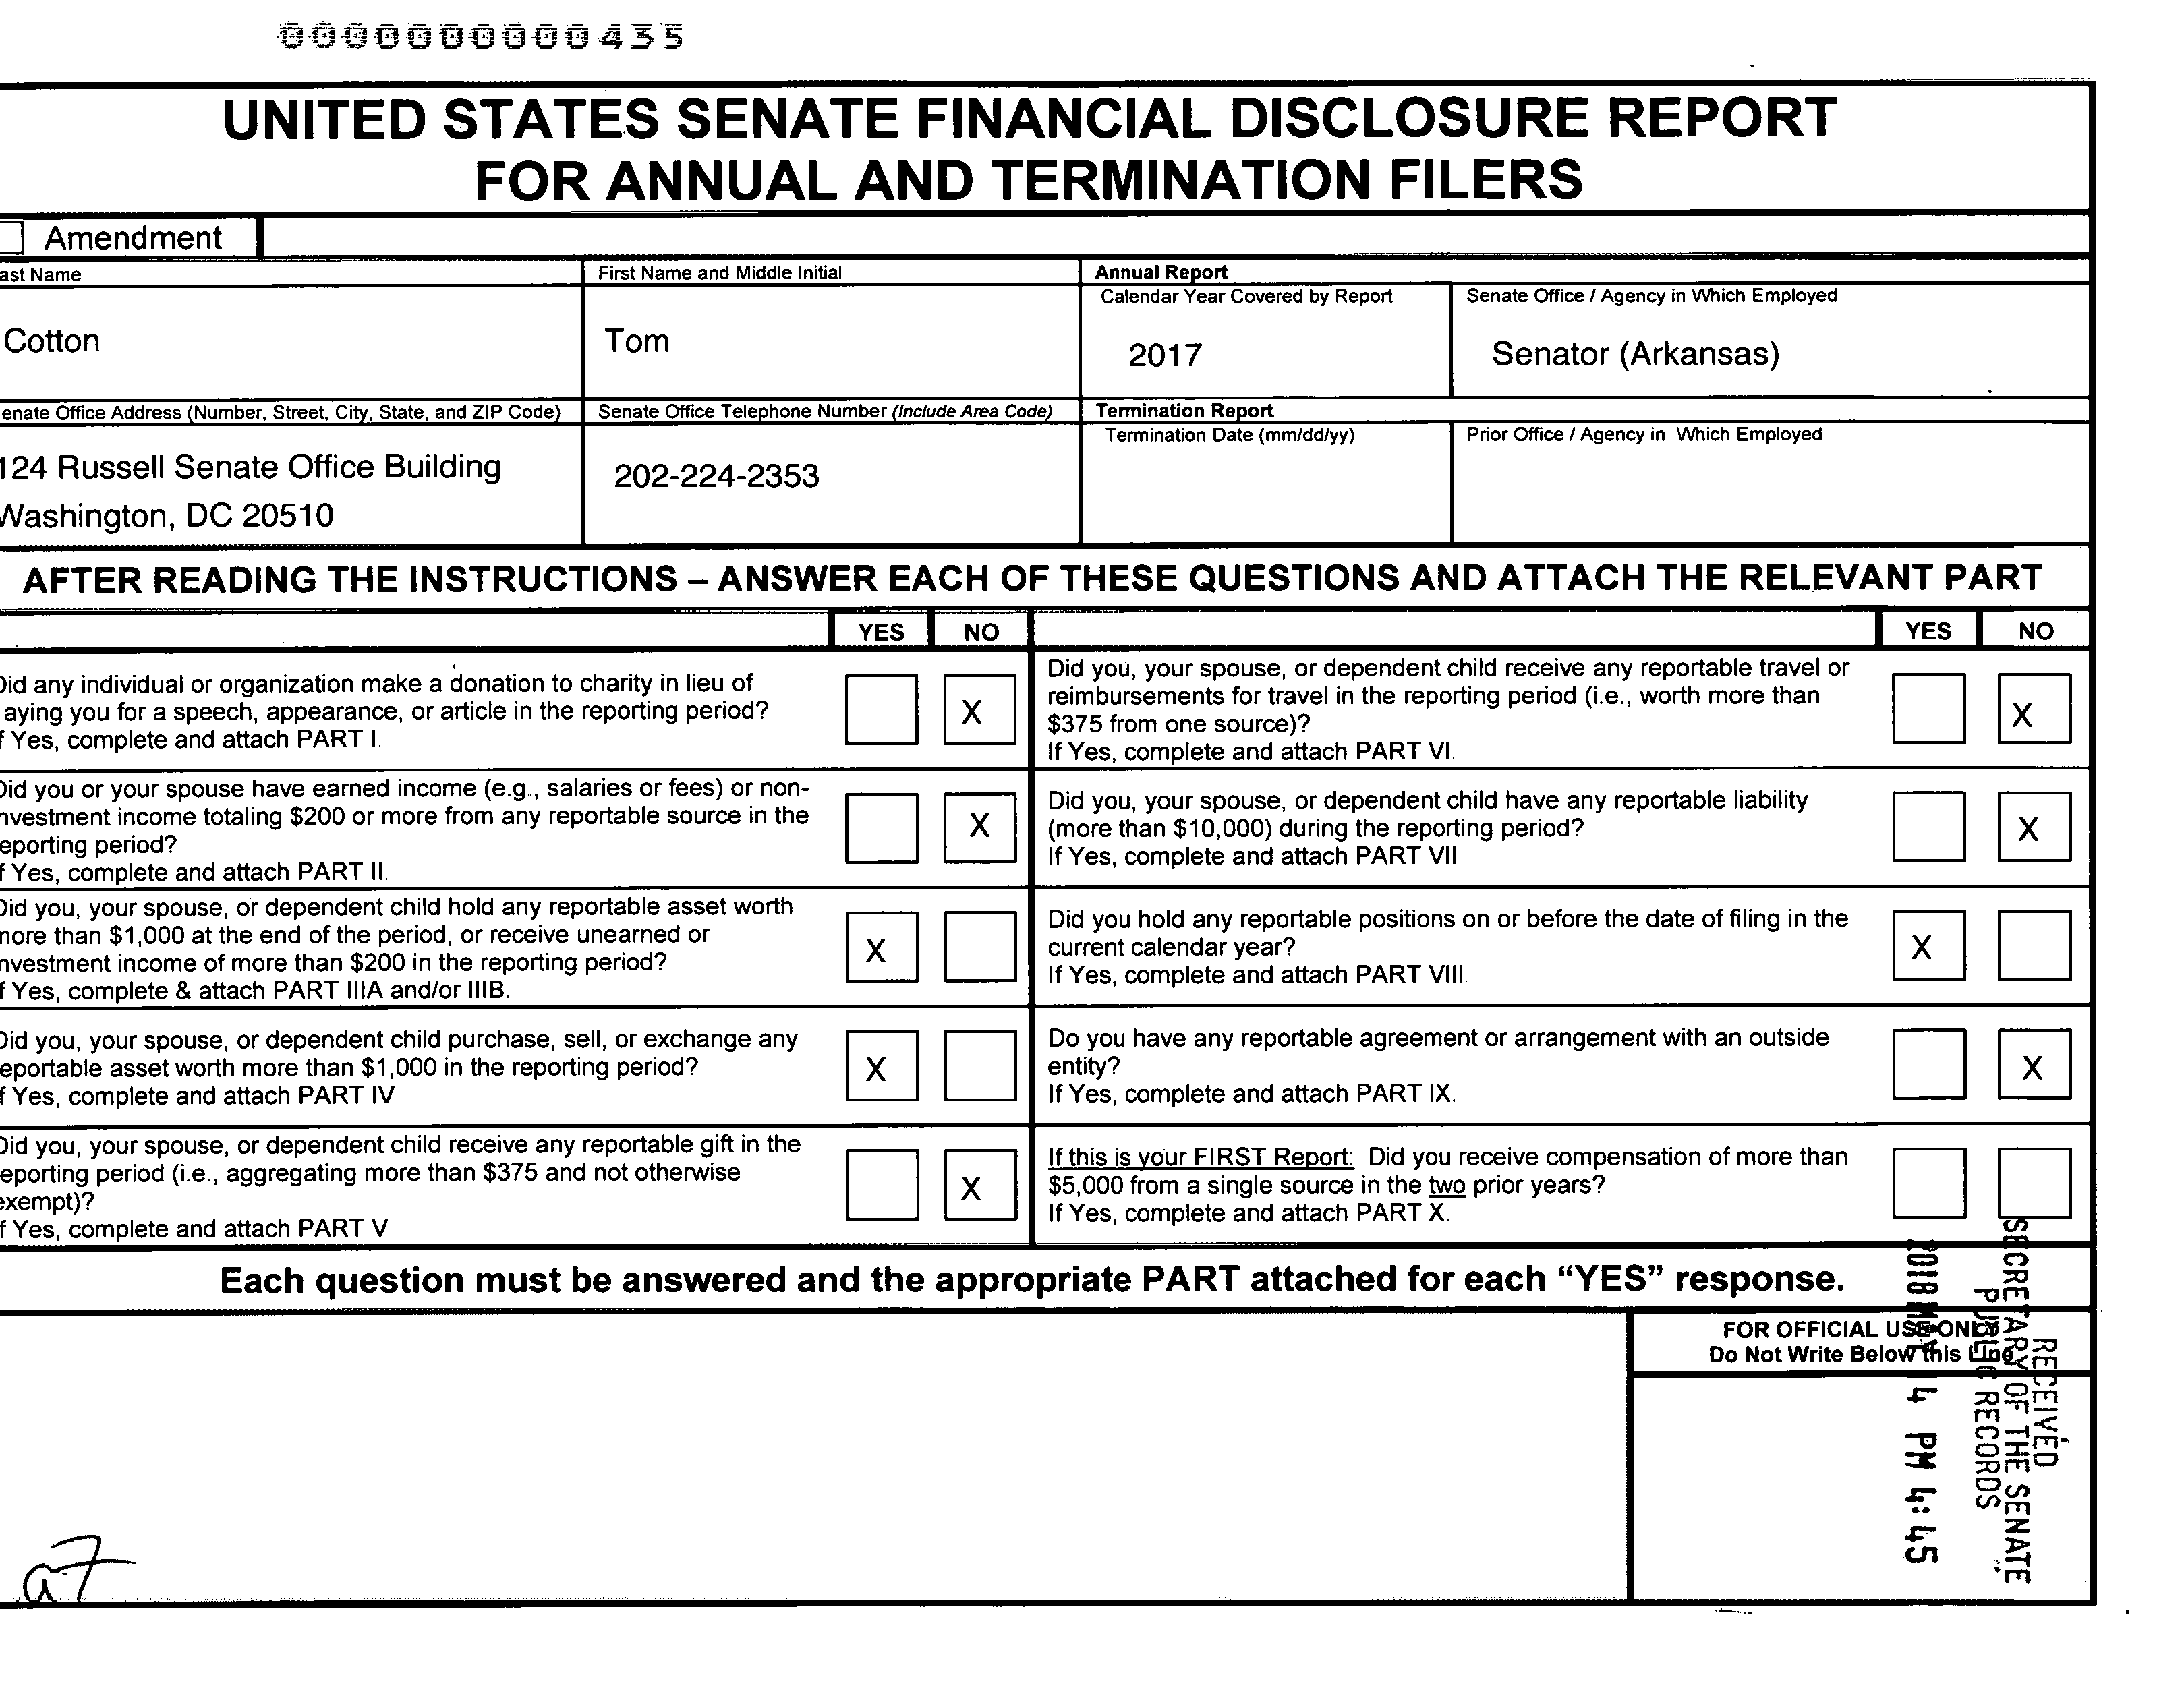 0000000000435
UNITED STATES SENATE FINANCIAL DISCLOSURE REPORT
FOR ANNUAL AND TERMINATION FILERS
Amendment
ast Name
First Name and Middle Initial
Annual Report
Calendar Year Covered by Report
Senate Office / Agency in Which Employed
Cotton
Tom
2017
Senator (Arkansas)
enate Office Address (Number, Street, City, State, and ZIP Code)
Senate Office Telephone Number (Include Area Code)
Termination Report
Termination Date (mm/dd/yy)
Prior Office / Agency in Which Employed
124 Russell Senate Office Building
Washington, DC 20510
202-224-2353
AFTER READING THE INSTRUCTIONS – ANSWER EACH OF THESE QUESTIONS AND ATTACH THE RELEVANT PART
YES NO
YES NO
Did any individual or organization make a donation to charity in lieu of
aying you for a speech, appearance, or article in the reporting period?
f Yes, complete and attach PART I.
X
Did you, your spouse, or dependent child receive any reportable travel or
reimbursements for travel in the reporting period (i.e., worth more than
$375 from one source)?
If Yes, complete and attach PART VI.
X
Did you or your spouse have earned income (e.g., salaries or fees) or non-
nvestment income totaling $200 or more from any reportable source in the
eporting period?
f Yes, complete and attach PART II.
X
Did you, your spouse, or dependent child have any reportable liability
(more than $10,000) during the reporting period?
If Yes, complete and attach PART VII.
X
Did you, your spouse, or dependent child hold any reportable asset worth
more than $1,000 at the end of the period, or receive unearned or
nvestment income of more than $200 in the reporting period?
f Yes, complete & attach PART IIIA and/or IIIB.
X
Did you hold any reportable positions on or before the date of filing in the
current calendar year?
If Yes, complete and attach PART VIII.
X
Did you, your spouse, or dependent child purchase, sell, or exchange any
eportable asset worth more than $1,000 in the reporting period?
f Yes, complete and attach PART IV
X
Do you have any reportable agreement or arrangement with an outside
entity?
If Yes, complete and attach PART IX.
X
Did you, your spouse, or dependent child receive any reportable gift in the
eporting period (i.e., aggregating more than $375 and not otherwise
exempt)?
f Yes, complete and attach PART V
X
If this is your FIRST Report: Did you receive compensation of more than
$5,000 from a single source in the two prior years?
If Yes, complete and attach PART X.
Each question must be answered and the appropriate PART attached for each “YES” response.
FOR OFFICIAL USE ONLY
Do Not Write Below this Line
RECEIVED
SECRETARY OF THE SENATE
PUBLIC RECORDS
2018 MAY 4 PM 4:45